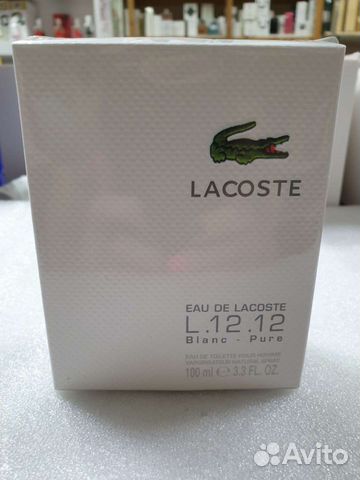 LACOSTE
EAU DE LACOSTE
L.12.12
Blanc - Pure
EAU DE TOILETTE POUR HOMME
VAPORISATEUR NATURAL SPRAY
100 ml ℮ 3.3 FL. OZ.
Avito